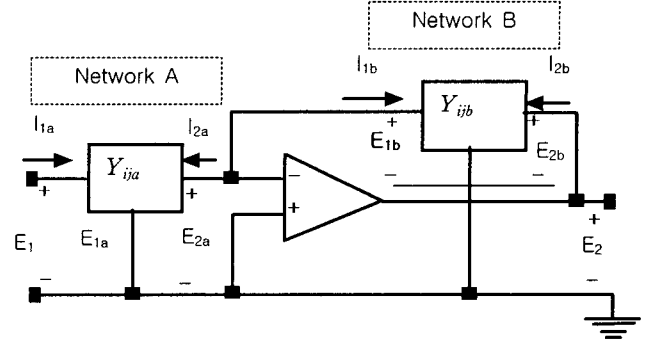 Network B
Network A
I1b
I2b
Yijb
I1a
I2a
+
E1b
+
E2b
Yija
+
+
−
−
−
+
+
E1
E1a
E2a
E2
−
−
−